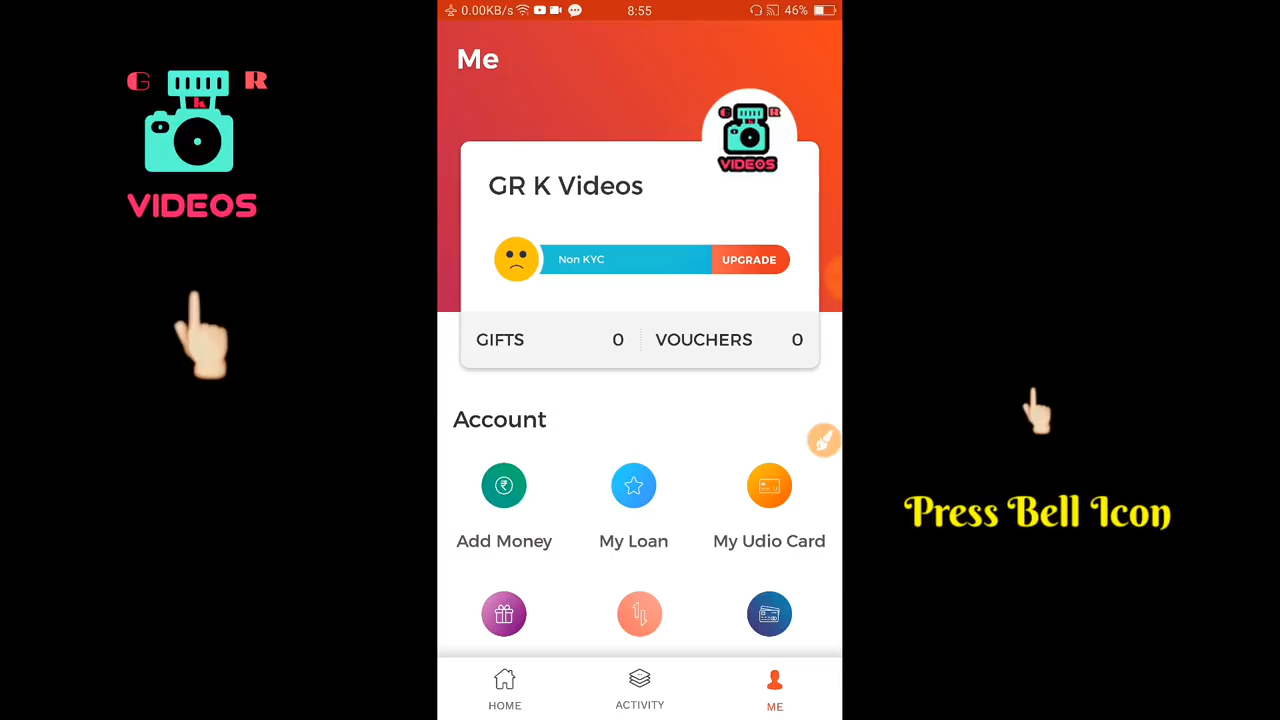 0.00KB/s 8:55 46%
Me
G R
k
VIDEOS
G R
k
VIDEOS
GR K Videos
Non KYC UPGRADE
GIFTS 0 VOUCHERS 0
Account
Add Money My Loan My Udio Card
Press Bell Icon
HOME ACTIVITY ME